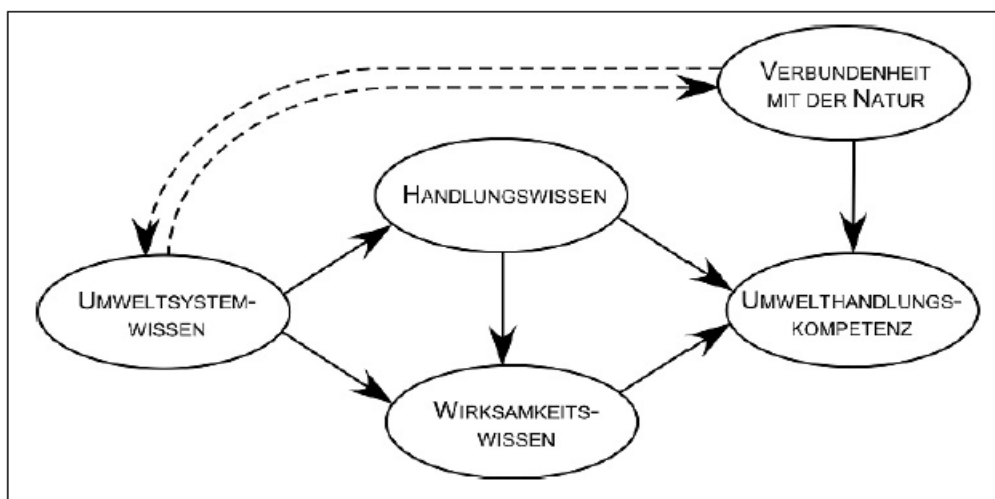 VERBUNDENHEIT
MIT DER NATUR
HANDLUNGSWISSEN
UMWELTSYSTEM-
WISSEN
UMWELTHANDLUNGS-
KOMPETENZ
WIRKSAMKEITS-
WISSEN